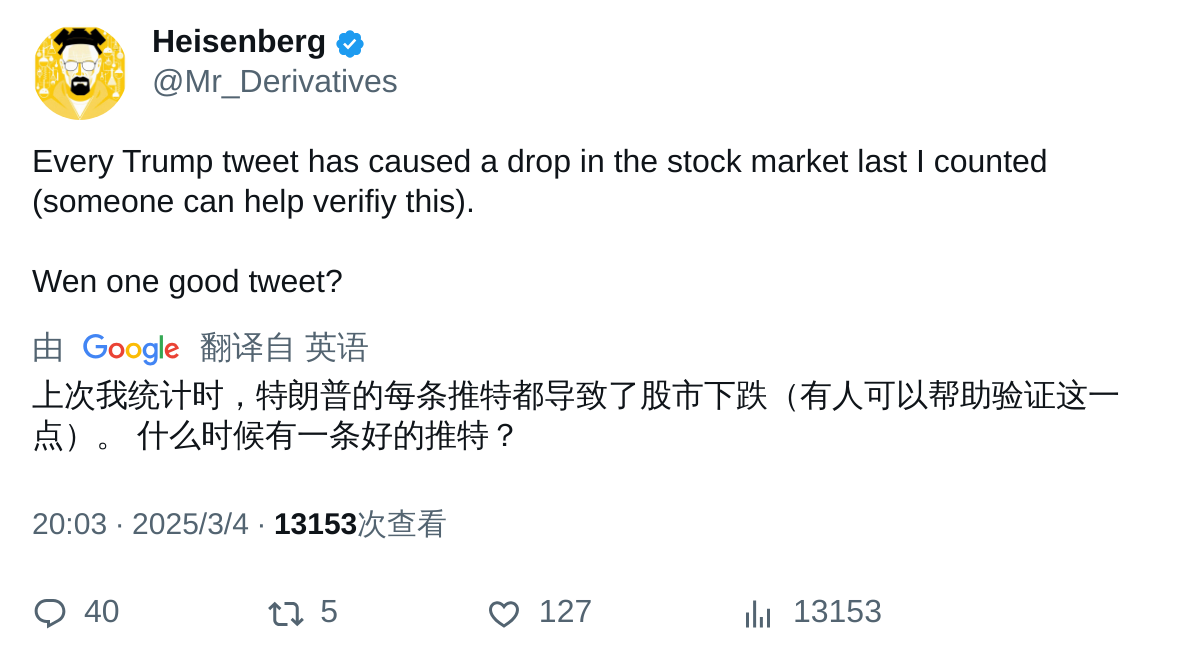 Heisenberg
@Mr_Derivatives
Every Trump tweet has caused a drop in the stock market last I counted
(someone can help verifiy this).
Wen one good tweet?
由 Google 翻译自 英语
上次我统计时，特朗普的每条推特都导致了股市下跌（有人可以帮助验证这一
点）。 什么时候有一条好的推特？
20:03 · 2025/3/4 · 13153次查看
40 5 127 13153